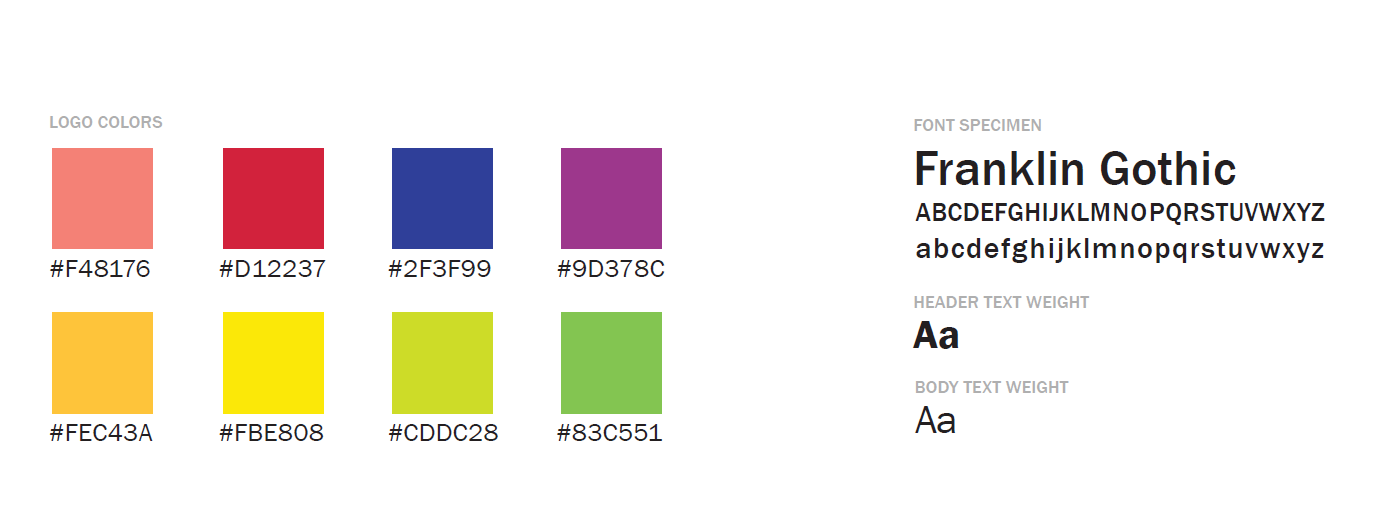 LOGO COLORS
#F48176
#D12237
#2F3F99
#9D378C
#FEC43A
#FBE808
#CDDC28
#83C551
FONT SPECIMEN
Franklin Gothic
ABCDEFGHIJKLMNOPQRSTUVWXYZ
abcdefghijklmnopqrstuvwxyz
HEADER TEXT WEIGHT
Aa
BODY TEXT WEIGHT
Aa